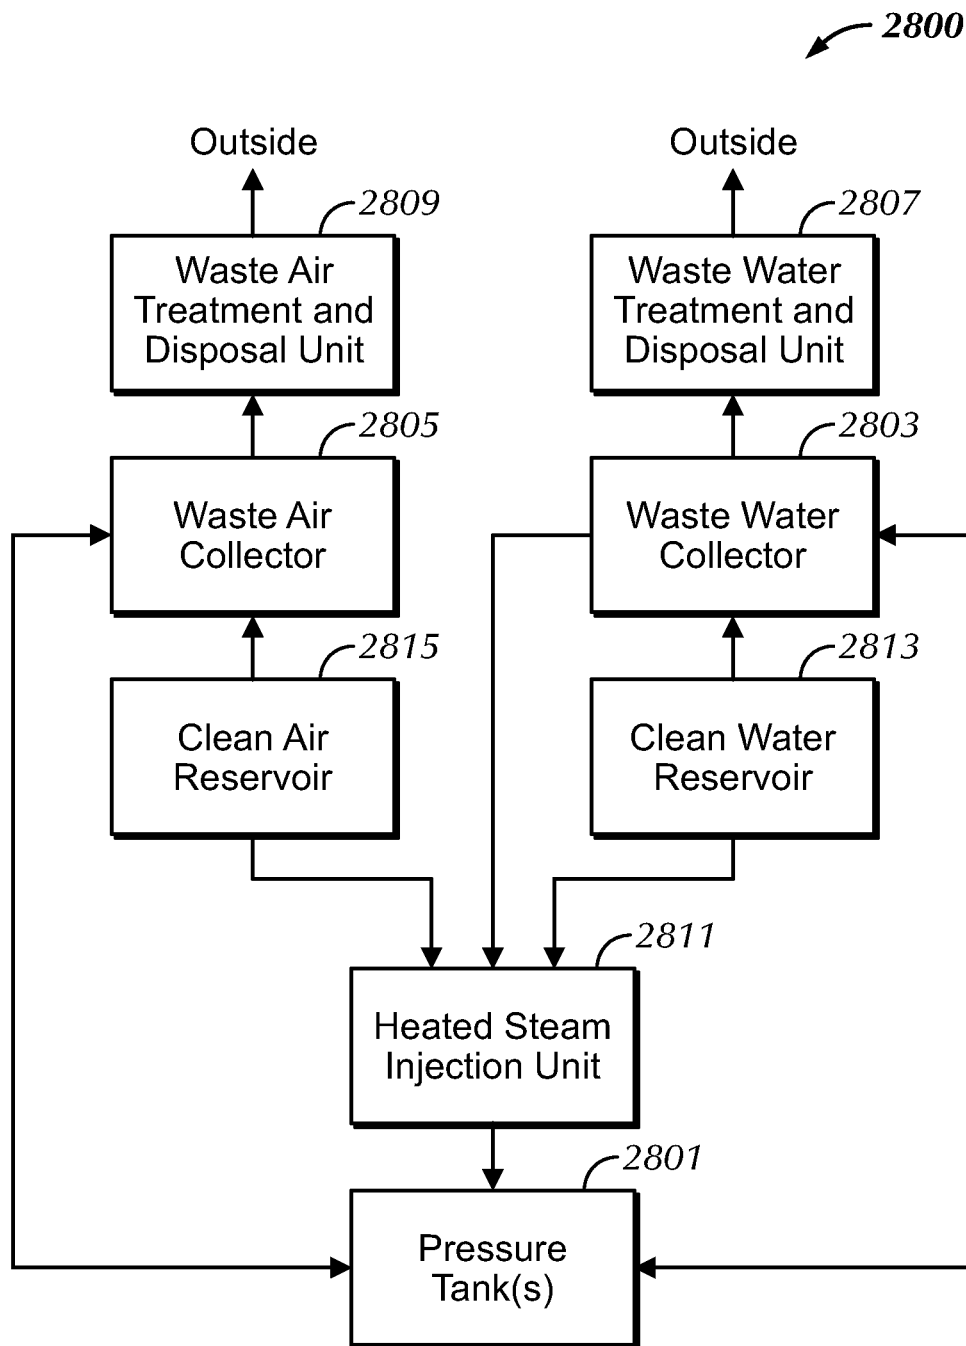 2800
Outside
Outside
2809
2807
Waste Air
Treatment and
Disposal Unit
Waste Water
Treatment and
Disposal Unit
2805
2803
Waste Air
Collector
Waste Water
Collector
2815
2813
Clean Air
Reservoir
Clean Water
Reservoir
2811
Heated Steam
Injection Unit
2801
Pressure
Tank(s)